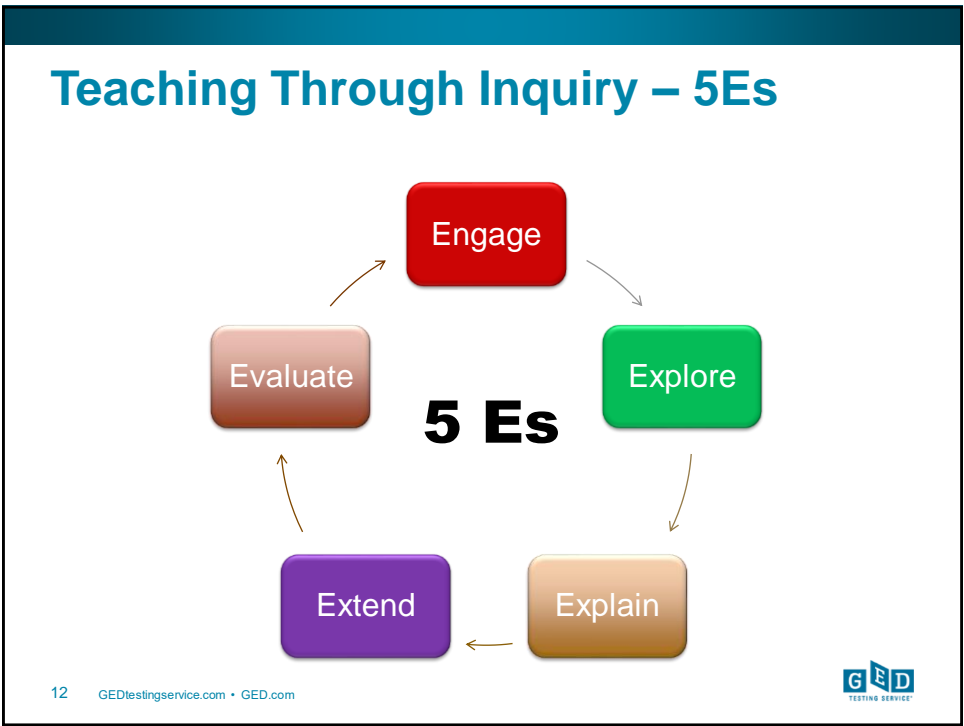 Teaching Through Inquiry – 5Es
Engage
Explore
Explain
Extend
Evaluate
5 Es
12 GEDtestingservice.com • GED.com
GED
TESTING SERVICE®